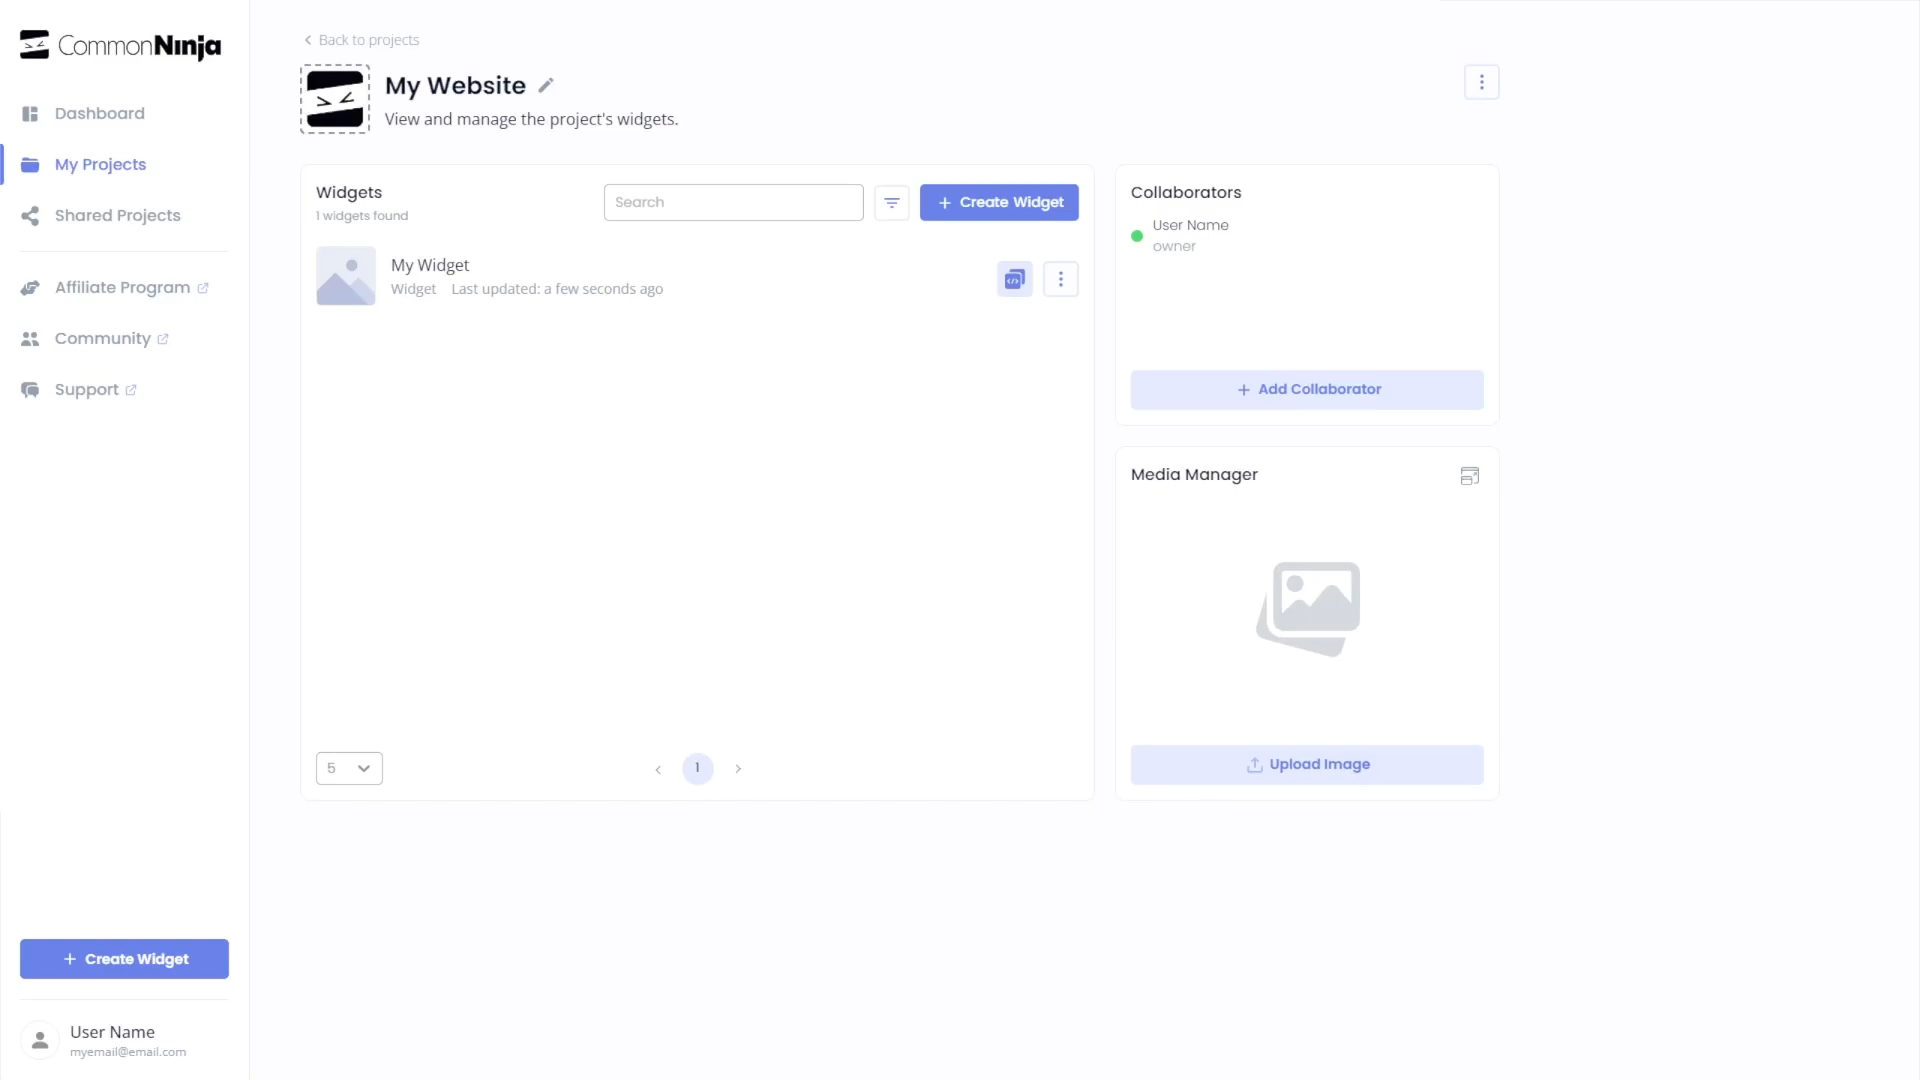 CommonNinja
Dashboard
My Projects
Shared Projects
Affiliate Program
Community
Support
+ Create Widget
User Name
myemail@email.com
Back to projects
My Website
View and manage the project's widgets.
Widgets
1 widgets found
Search
+ Create Widget
My Widget
Widget Last updated: a few seconds ago
5
1
Collaborators
User Name
owner
+ Add Collaborator
Media Manager
Upload Image